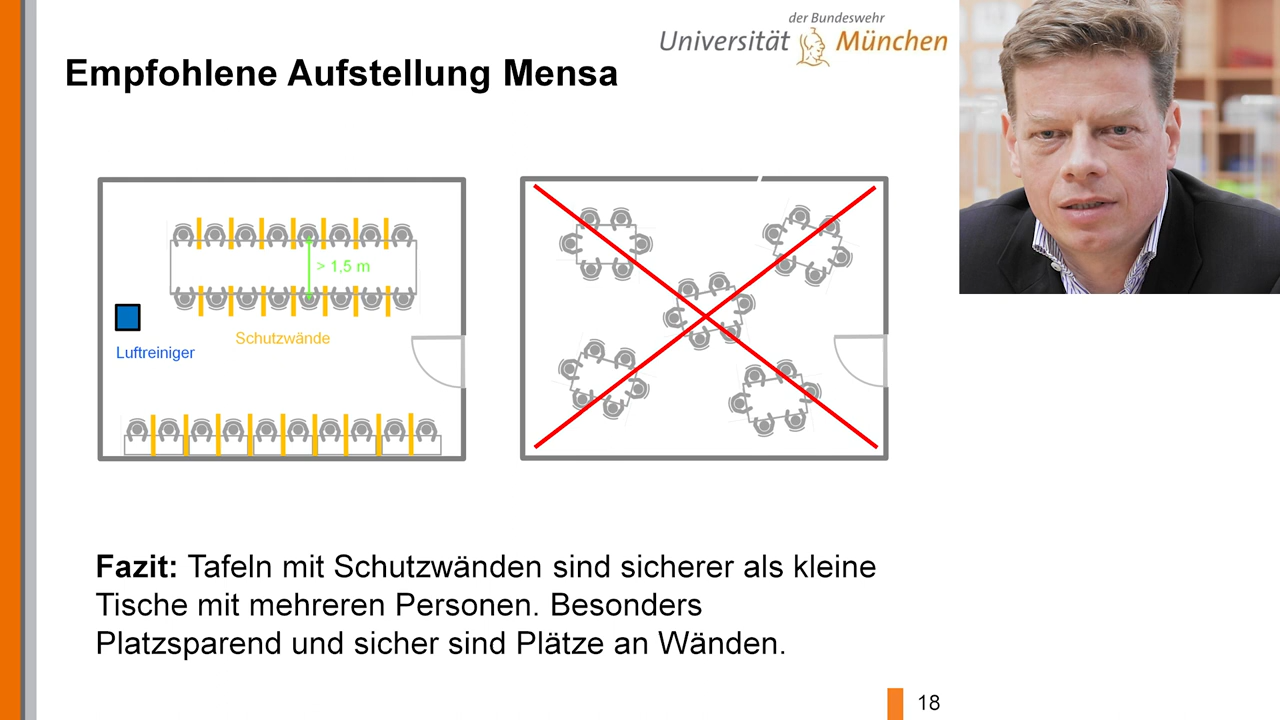 der Bundeswehr
Universität München
Empfohlene Aufstellung Mensa
> 1,5 m
Schutzwände
Luftreiniger
Fazit: Tafeln mit Schutzwänden sind sicherer als kleine
Tische mit mehreren Personen. Besonders
Platzsparend und sicher sind Plätze an Wänden.
18